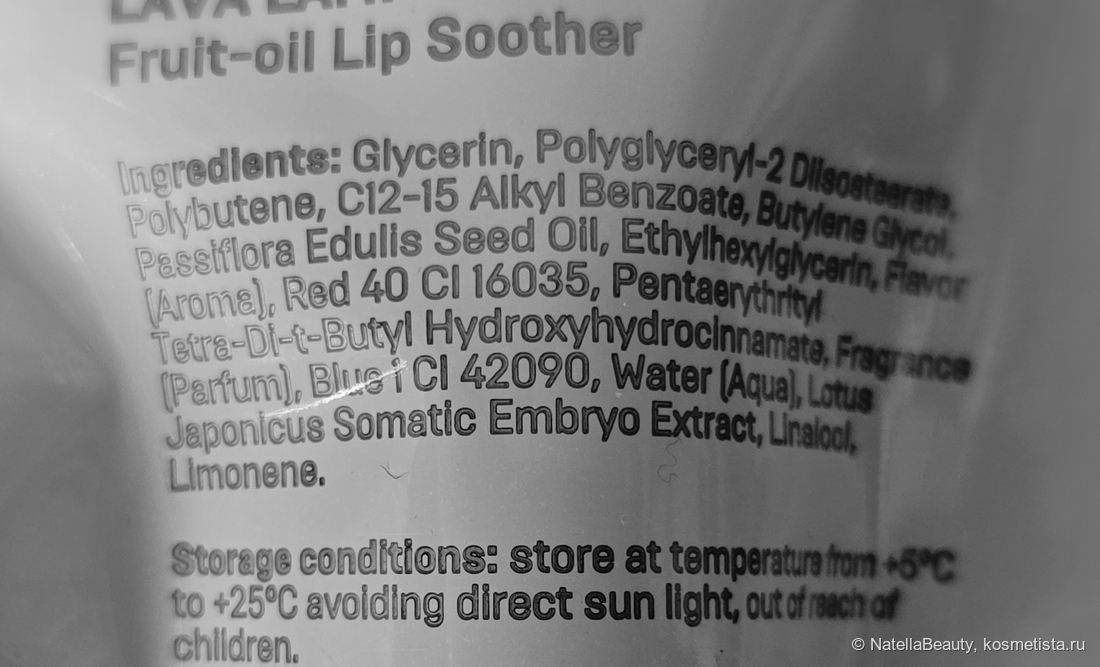 LAVA
Fruit-oil Lip Soother
Ingredients: Glycerin, Polyglyceryl-2 Diisostearate,
Polybutene, C12-15 Alkyl Benzoate, Butylene Glycol,
Passiflora Edulis Seed Oil, Ethylhexylglycerin, Flavor
(Aroma), Red 40 CI 16035, Pentaerythrityl
Tetra-Di-t-Butyl Hydroxyhydrocinnamate, Fragrance
(Parfum), Blue 1 CI 42090, Water (Aqua), Lotus
Japonicus Somatic Embryo Extract, Linalool,
Limonene.
Storage conditions: store at temperature from +5°C
to +25°C avoiding direct sun light, out of reach of
children.
© NatellaBeauty, kosmetista.ru